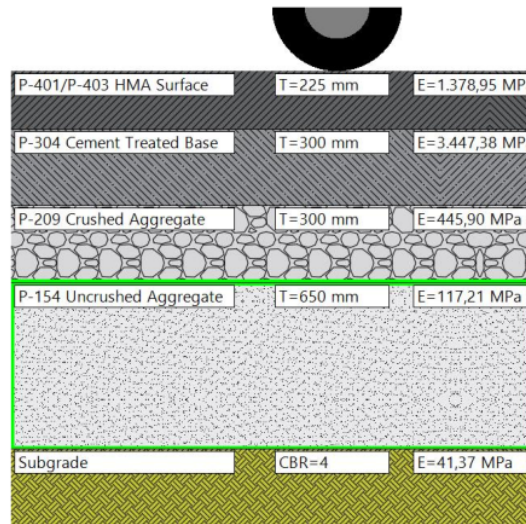 P-401/P-403 HMA Surface T=225 mm E=1.378,95 MP
P-304 Cement Treated Base T=300 mm E=3.447,38 MP
P-209 Crushed Aggregate T=300 mm E=445,90 MPa
P-154 Uncrushed Aggregate T=650 mm E=117,21 MPa
Subgrade CBR=4 E=41,37 MPa